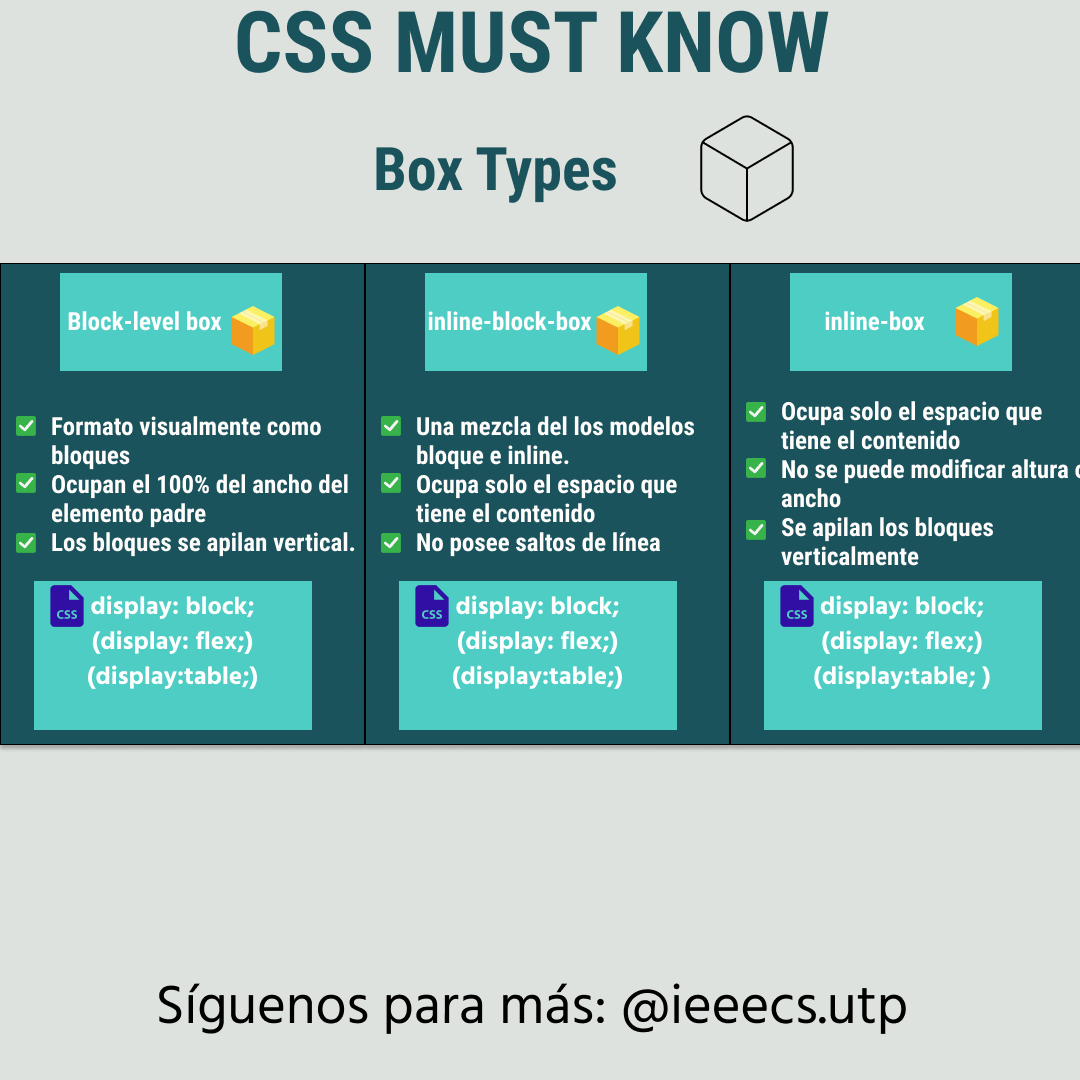 CSS MUST KNOW
Box Types
Block-level box
Formato visualmente como
bloques
Ocupan el 100% del ancho del
elemento padre
Los bloques se apilan vertical.
CSS
display: block;
(display: flex;)
(display:table;)
inline-block-box
Una mezcla del los modelos
bloque e inline.
Ocupa solo el espacio que
tiene el contenido
No posee saltos de línea
CSS
display: block;
(display: flex;)
(display:table;)
inline-box
Ocupa solo el espacio que
tiene el contenido
No se puede modificar altura
ancho
Se apilan los bloques
verticalmente
CSS
display: block;
(display: flex;)
(display:table; )
Síguenos para más: @ieeecs.utp